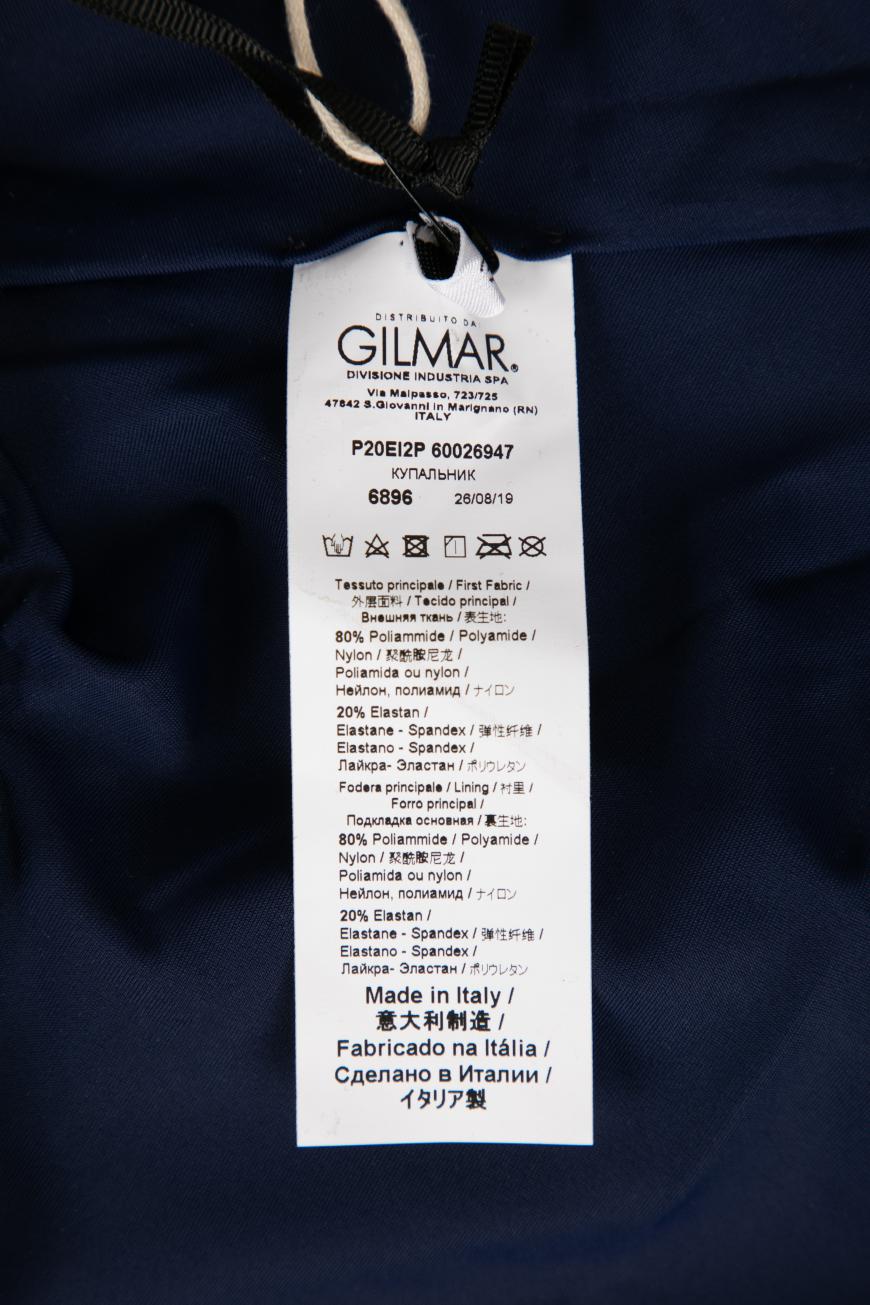 DISTRIBUITO DA:
GILMAR®
DIVISIONE INDUSTRIA SPA
Via Malpasso, 723/725
47842 S.Giovanni in Marignano (RN)
ITALY
P20EI2P 60026947
КУПАЛЬНИК
6896 26/08/19
Tessuto principale / First Fabric /
外层面料 / Tecido principal /
Внешняя ткань / 表生地:
80% Poliammide / Polyamide /
Nylon / 聚酰胺尼龙 /
Poliamida ou nylon /
Нейлон, полиамид / ナイロン
20% Elastan /
Elastane - Spandex / 弹性纤维 /
Elastano - Spandex /
Лайкра- Эластан / ポリウレタン
Fodera principale / Lining / 衬里 /
Forro principal /
Подкладка основная / 裏生地:
80% Poliammide / Polyamide /
Nylon / 聚酰胺尼龙 /
Poliamida ou nylon /
Нейлон, полиамид / ナイロン
20% Elastan /
Elastane - Spandex / 弹性纤维 /
Elastano - Spandex /
Лайкра- Эластан / ポリウレタン
Made in Italy /
意大利制造 /
Fabricado na Itália /
Сделано в Италии /
イタリア製